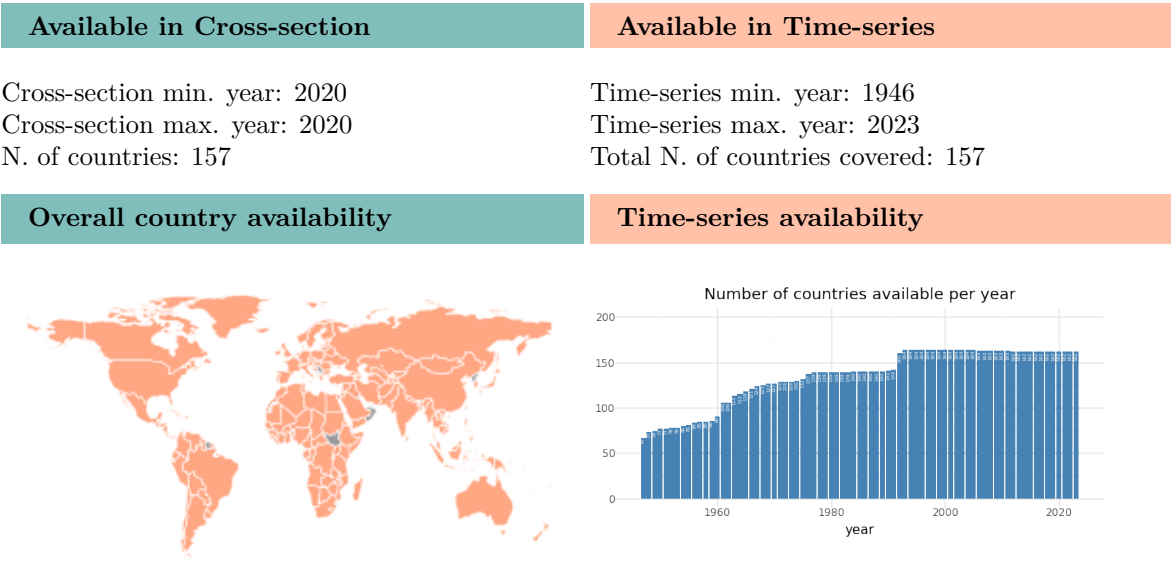 Available in Cross-section
Available in Time-series
Cross-section min. year: 2020
Cross-section max. year: 2020
N. of countries: 157
Time-series min. year: 1946
Time-series max. year: 2023
Total N. of countries covered: 157
Overall country availability
Time-series availability
Number of countries available per year
200
150
100
50
0
1960 1980 2000 2020
year